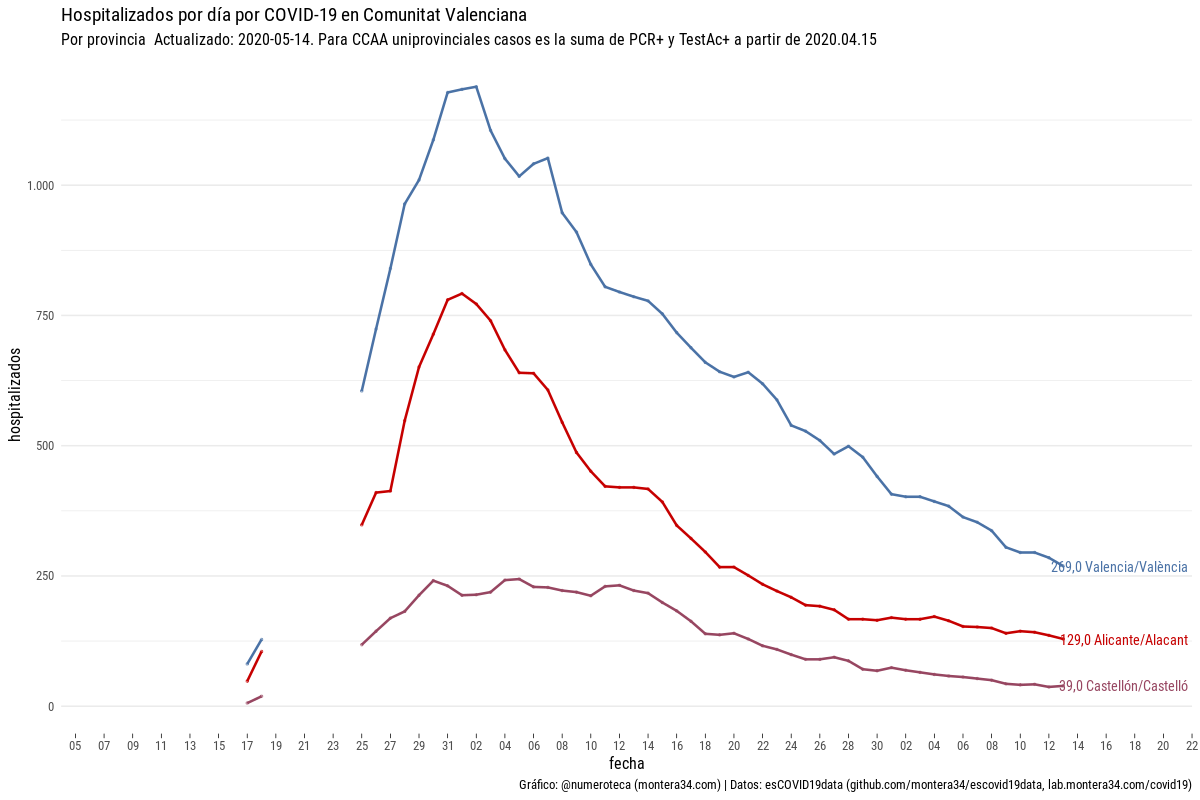 Hospitalizados por día por COVID-19 en Comunitat Valenciana
Por provincia  Actualizado: 2020-05-14. Para CCAA uniprovinciales casos es la suma de PCR+ y TestAc+ a partir de 2020.04.15
hospitalizados
1.000
750
500
250
0
269,0 Valencia/València
129,0 Alicante/Alacant
39,0 Castellón/Castelló
05 07 09 11 13 15 17 19 21 23 25 27 29 31 02 04 06 08 10 12 14 16 18 20 22 24 26 28 30 02 04 06 08 10 12 14 16 18 20 22
fecha
Gráfico: @numeroteca (montera34.com) | Datos: esCOVID19data (github.com/montera34/escovid19data, lab.montera34.com/covid19)